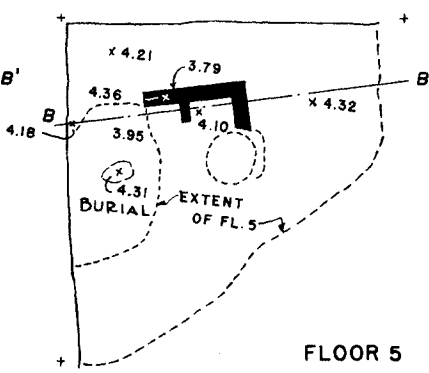 4.21
3.79
B'
4.36
B
4.32
B
4.18
3.95
4.10
4.31
BURIAL
EXTENT
OF FL. 5
FLOOR 5